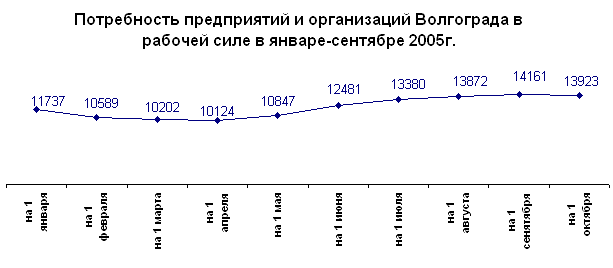 Потребность предприятий и организаций Волгограда в
рабочей силе в январе-сентябре 2005г.
11737
10589
10202
10124
10847
12481
13380
13872
14161
13923
на 1
января
на 1
февраля
на 1 марта
на 1
апреля
на 1 мая
на 1 июня
на 1 июля
на 1
августа
на 1
сентября
на 1
октября